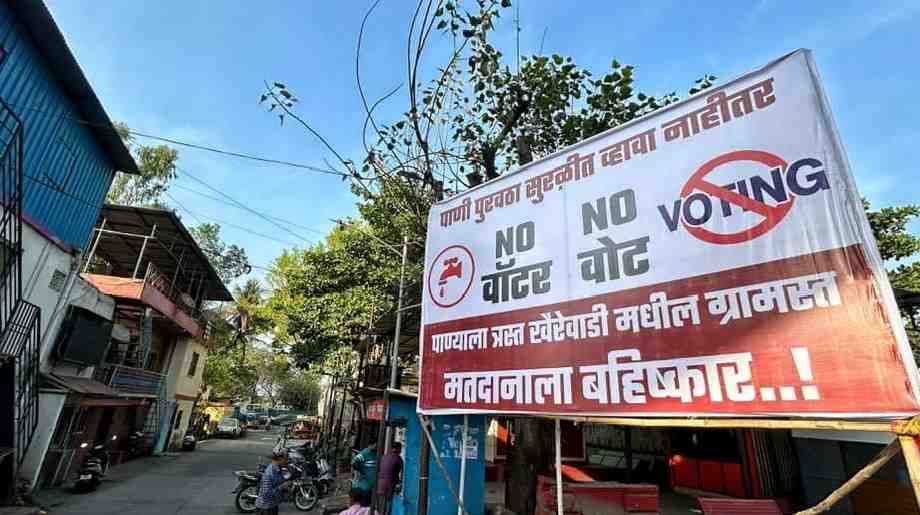 पाणी पुरवठा सुरळीत व्हावा नाहीतर
NO NO VOTING
वॉटर वोट
पाण्याला त्रस्त खैरेवाडी मधील ग्रामस्त
मतदानाला बहिष्कार..!